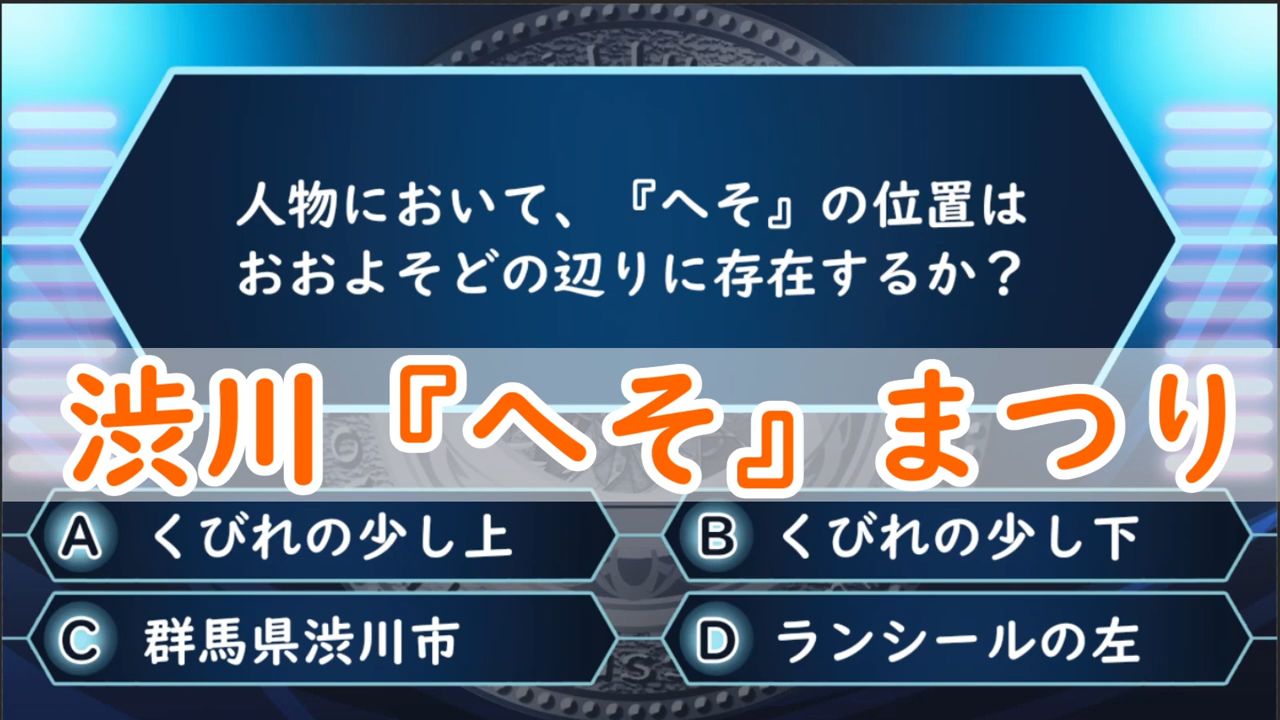 人物において、『へそ』の位置は
おおよそどの辺りに存在するか？
渋川『へそ』まつり
A くびれの少し上
B くびれの少し下
C 群馬県渋川市
D ランシールの左